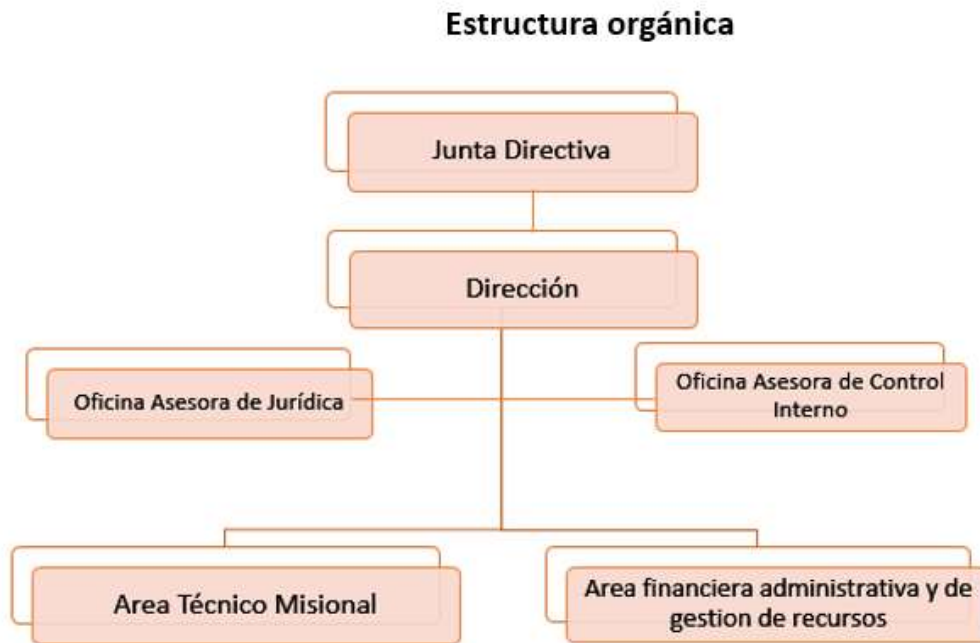 Estructura orgánica
Junta Directiva
Dirección
Oficina Asesora de Jurídica
Oficina Asesora de Control
Interno
Area Técnico Misional
Area financiera administrativa y de
gestion de recursos